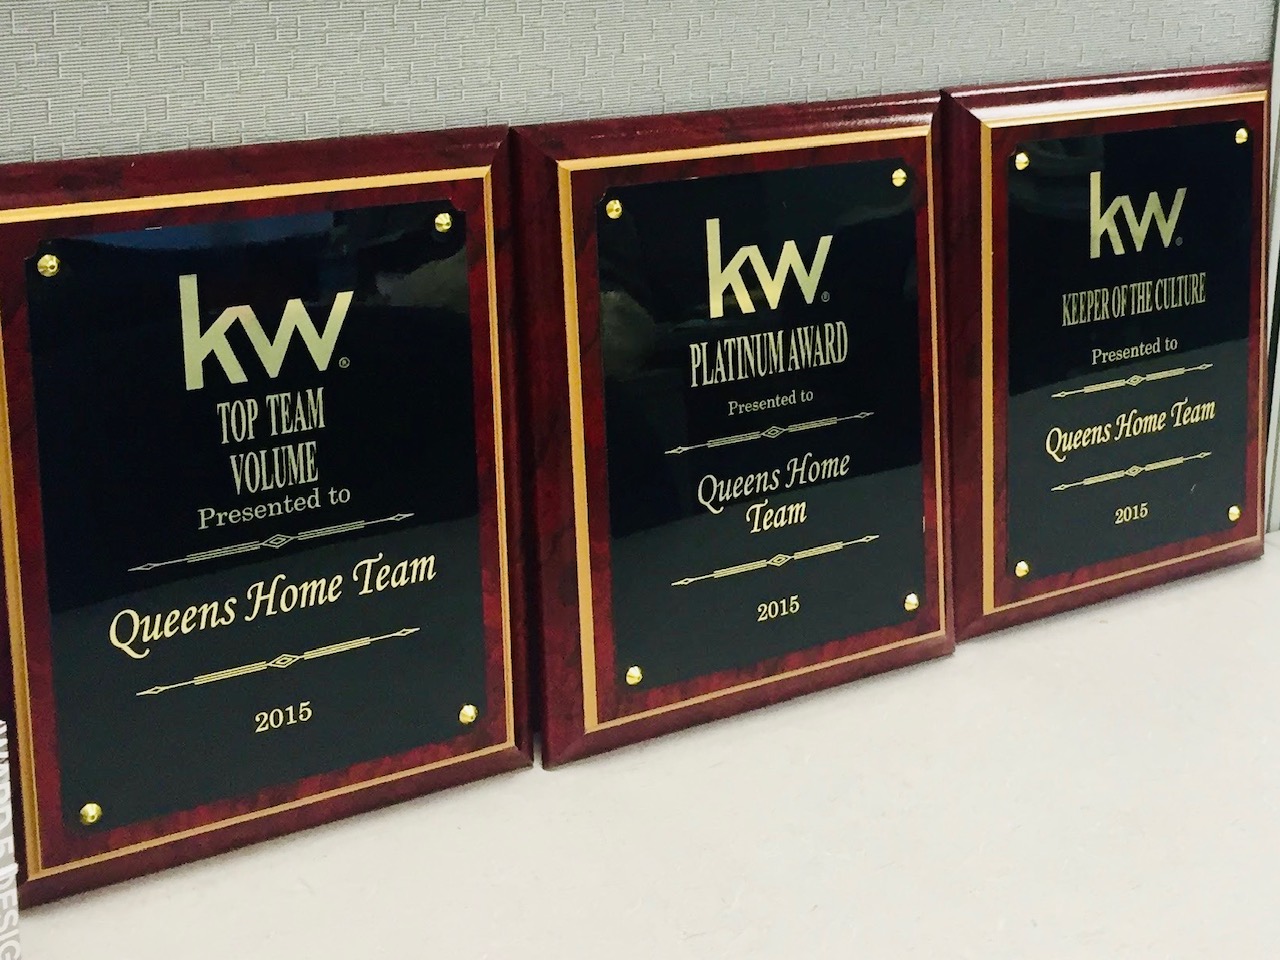 kw®
TOP TEAM
VOLUME
Presented to
Queens Home Team
2015
kw®
PLATINUM AWARD
Presented to
Queens Home
Team
2015
kw®
KEEPER OF THE CULTURE
Presented to
Queens Home Team
2015